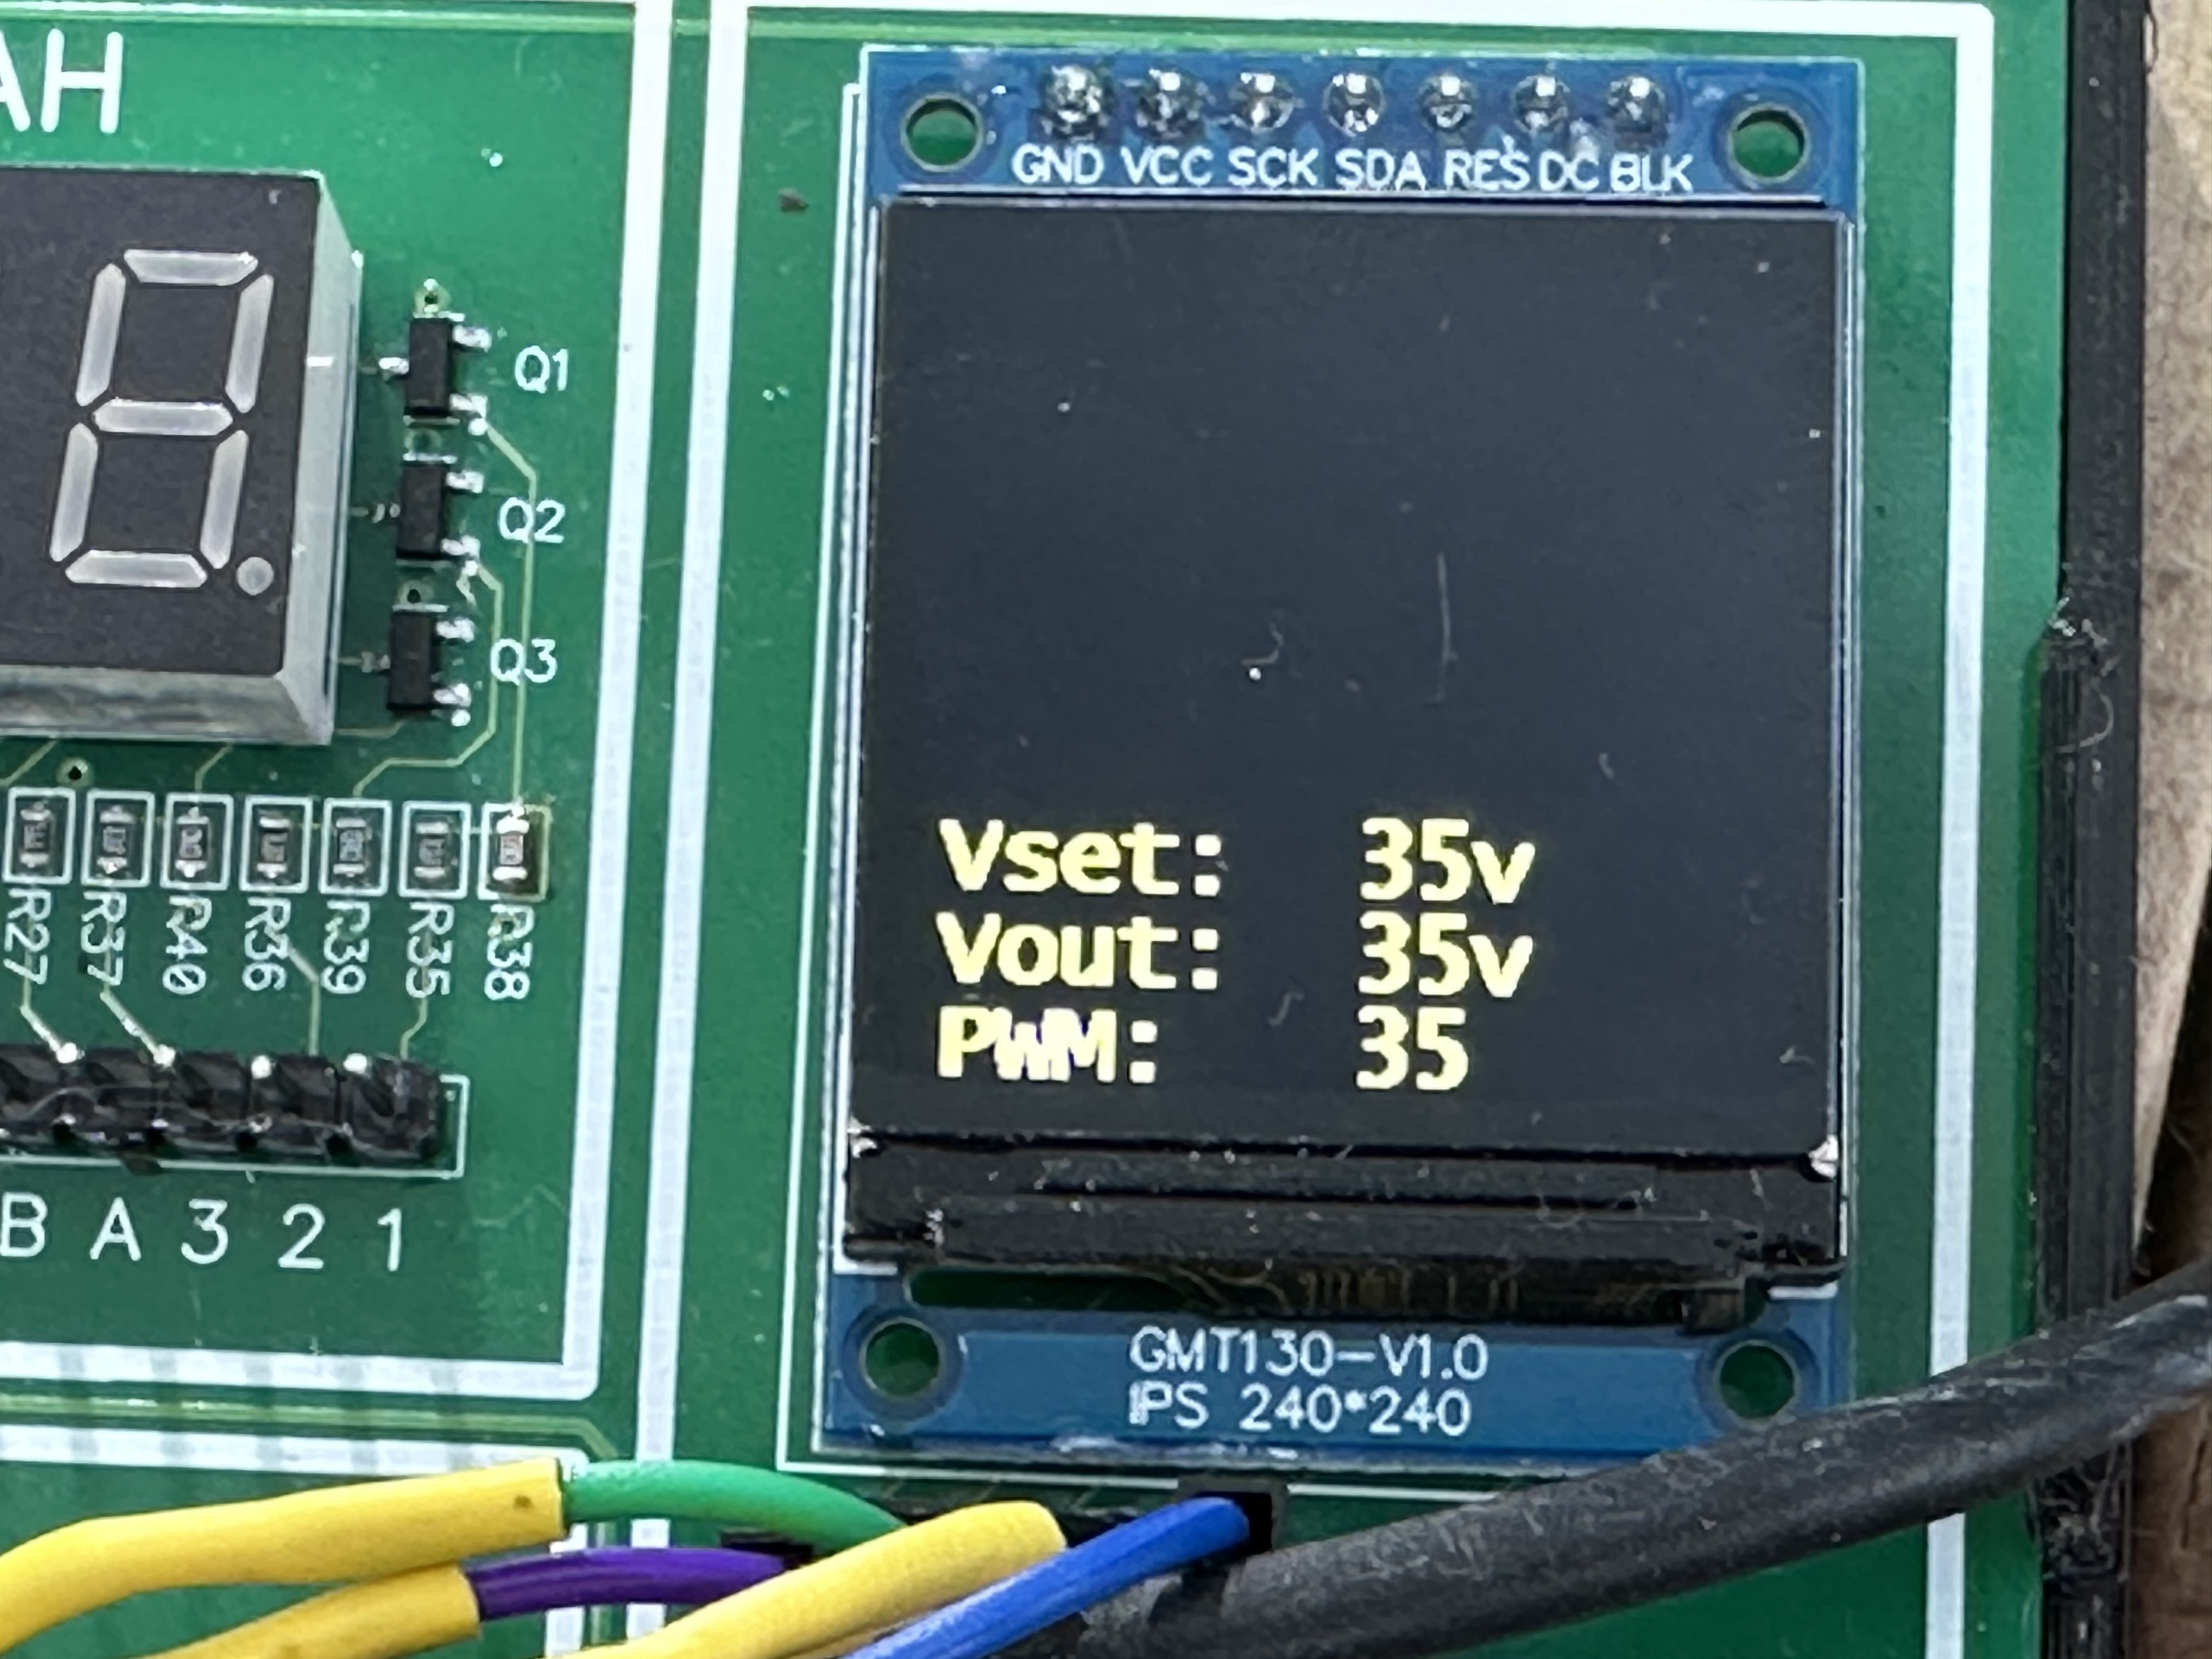 AH
GND VCC SCK SDA RES DC BLK
Q1
Q2
Q3
Vset: 35v
Vout: 35v
PWM: 35
R27 R37 R40 R36 R39 R35 R38
B A 3 2 1
GMT130-V1.0
IPS 240*240